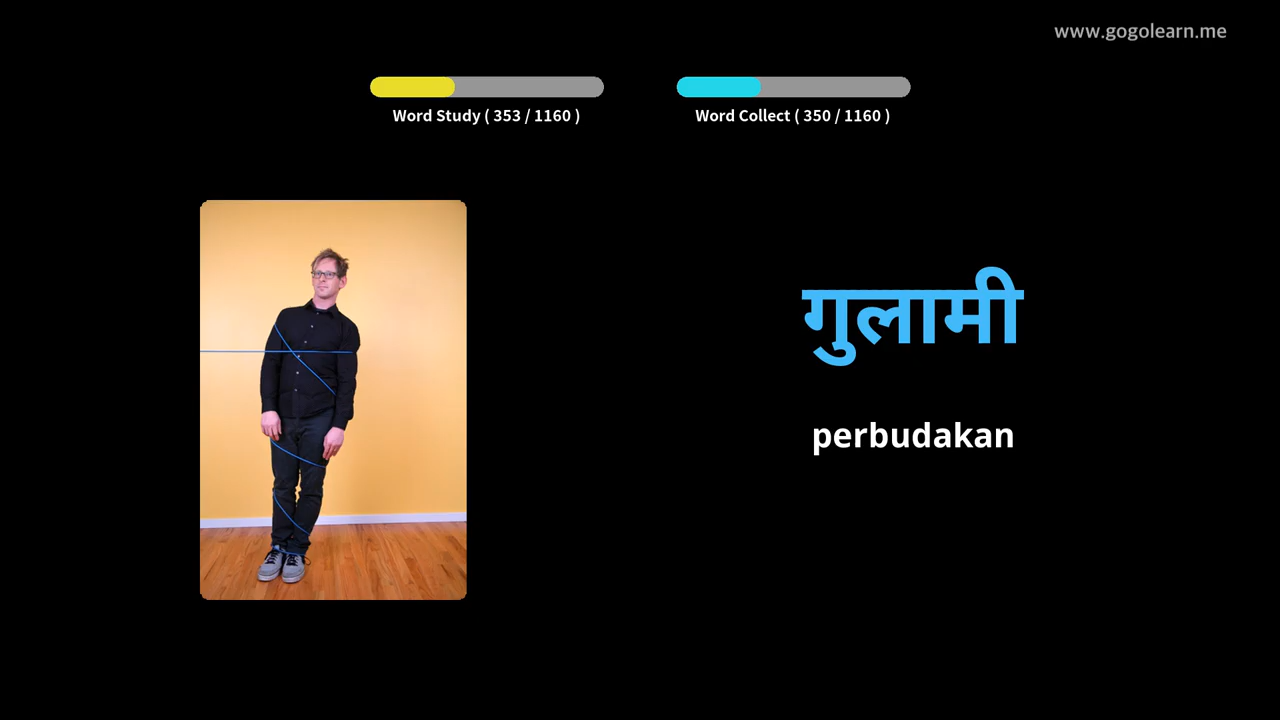 www.gogolearn.me
Word Study ( 353 / 1160 )
Word Collect ( 350 / 1160 )
गुलामी
perbudakan